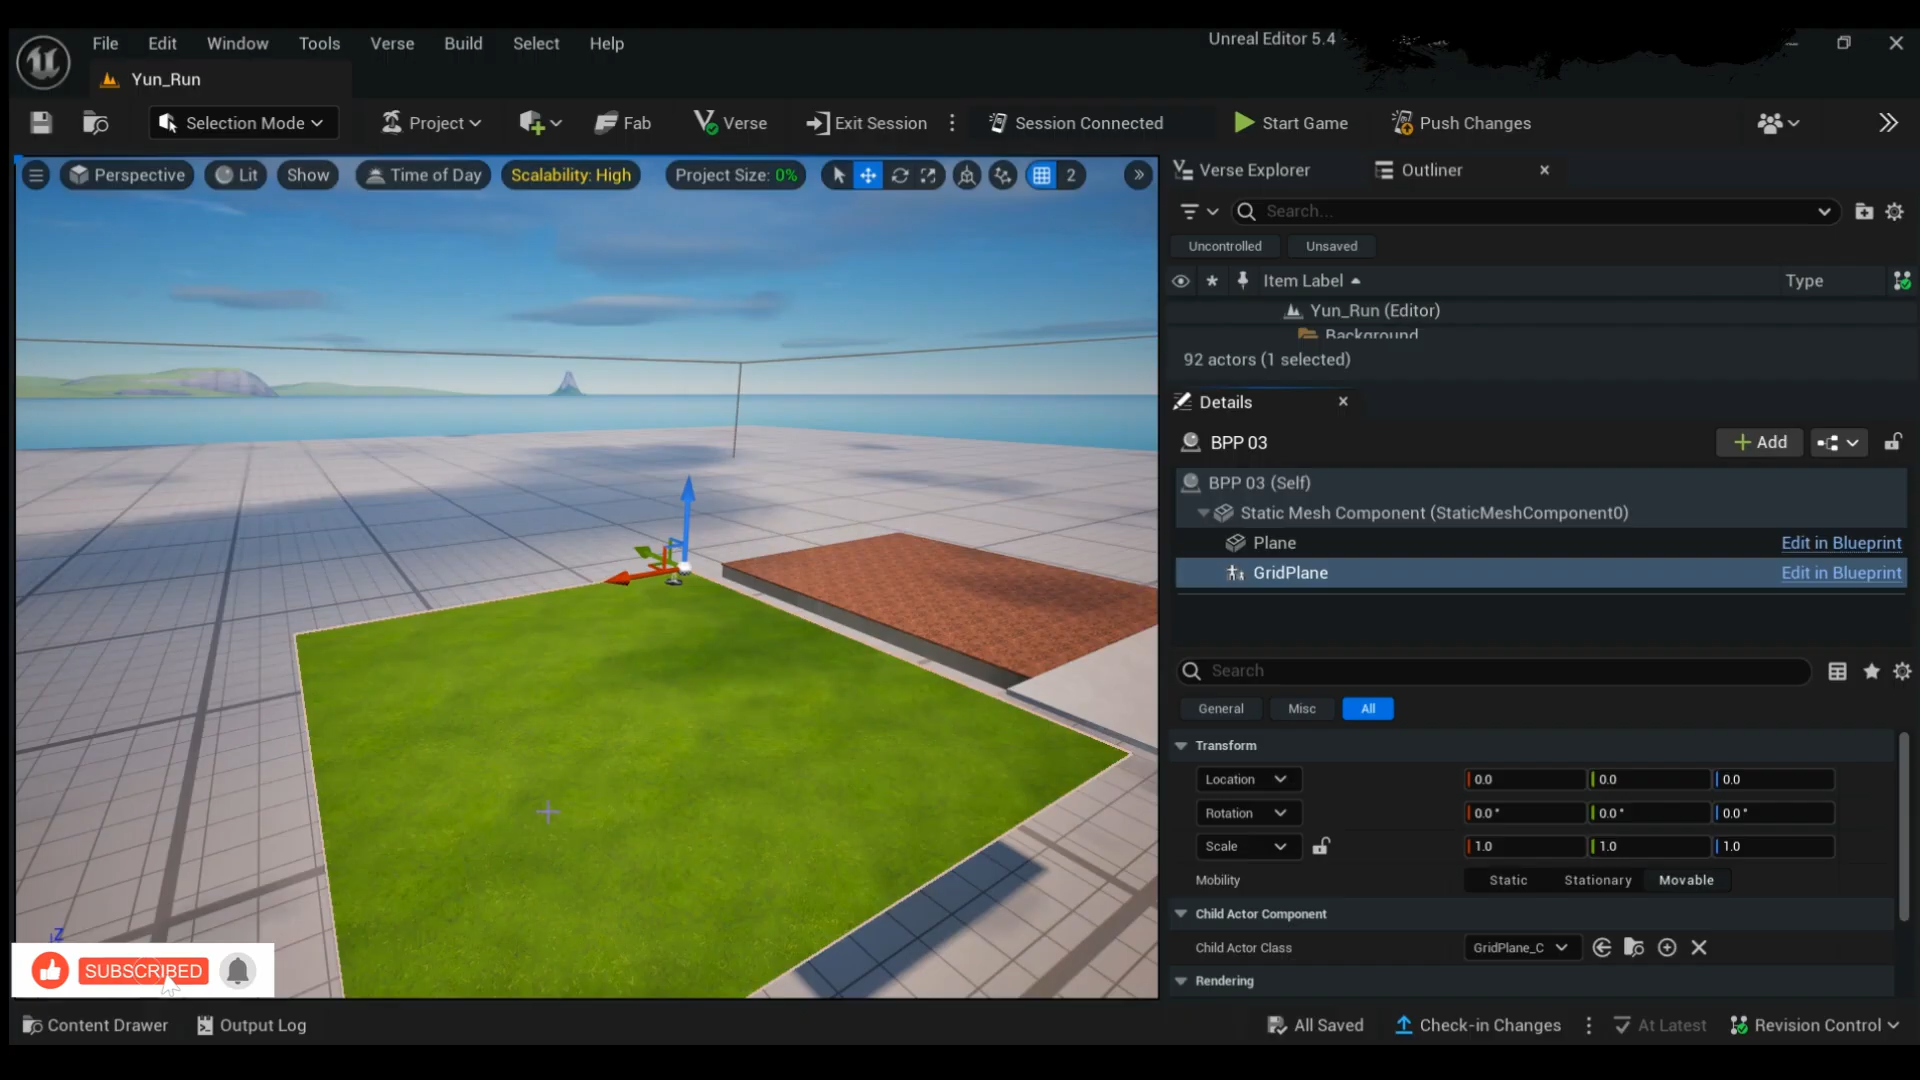 File Edit Window Tools Verse Build Select Help
Unreal Editor 5.4
Yun_Run
Selection Mode Project Fab Verse Exit Session Session Connected Start Game Push Changes
Perspective Lit Show Time of Day Scalability: High Project Size: 0% 2
Verse Explorer Outliner
Search...
Uncontrolled Unsaved
Item Label Type
Yun_Run (Editor)
Background
92 actors (1 selected)
Details
BPP 03
Add
BPP 03 (Self)
Static Mesh Component (StaticMeshComponent0)
Plane Edit in Blueprint
GridPlane Edit in Blueprint
Search
General Misc All
Transform
Location 0.0 0.0 0.0
Rotation 0.0° 0.0° 0.0°
Scale 1.0 1.0 1.0
Mobility Static Stationary Movable
Child Actor Component
Child Actor Class GridPlane_C
Rendering
Z
SUBSCRIBED
Content Drawer Output Log All Saved Check-in Changes At Latest Revision Control